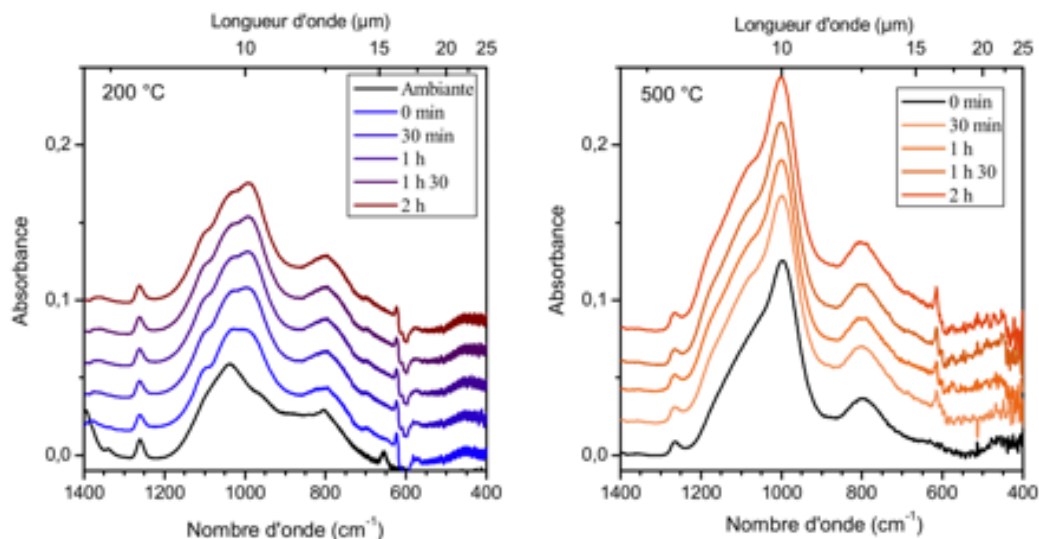 Longueur d'onde (µm)
10 15 20 25
200 °C
Ambiante
0 min
30 min
1 h
1 h 30
2 h
Absorbance
0,2
0,1
0,0
1400 1200 1000 800 600 400
Nombre d'onde (cm⁻¹)
Longueur d'onde (µm)
10 15 20 25
500 °C
0 min
30 min
1 h
1 h 30
2 h
Absorbance
0,2
0,1
0,0
1400 1200 1000 800 600 400
Nombre d'onde (cm⁻¹)